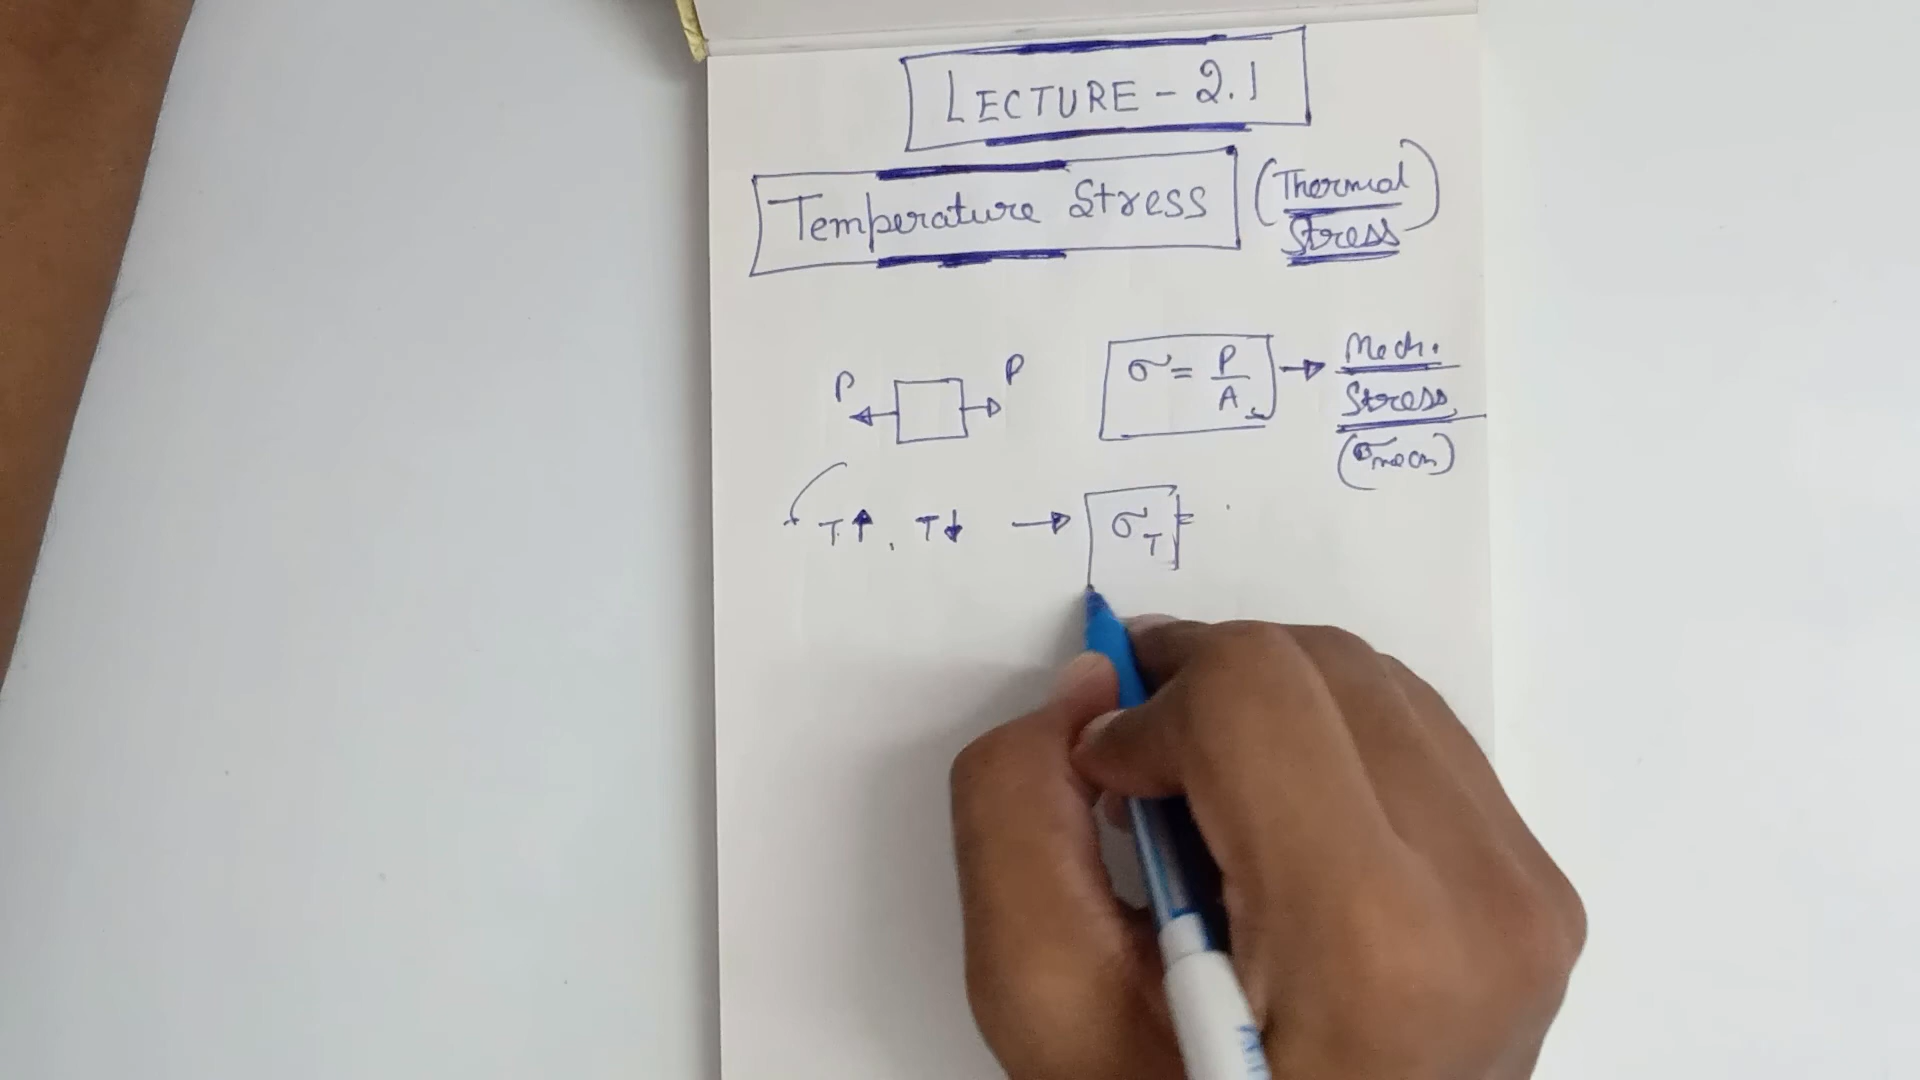 LECTURE - 2.1
Temperature Stress (Thermal Stress)
P P σ = P/A → Mech. Stress
(σmech)
T↑, T↓ → σT =